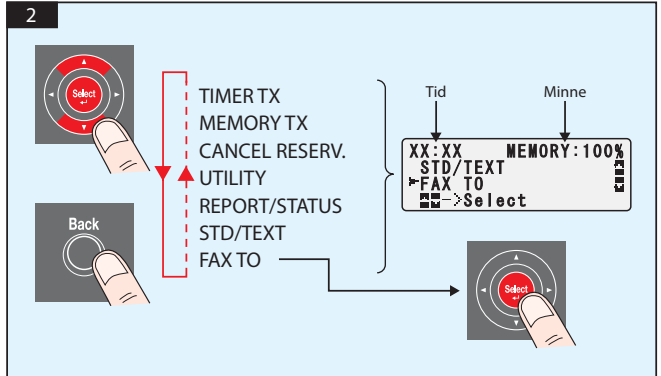 2
Select
TIMER TX
MEMORY TX
CANCEL RESERV.
UTILITY
REPORT/STATUS
STD/TEXT
FAX TO
Back
Tid
Minne
XX:XX MEMORY:100%
STD/TEXT
FAX TO
->Select
Select